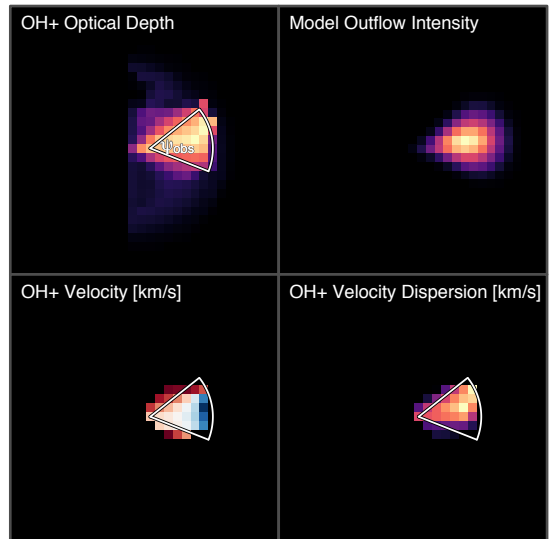 OH+ Optical Depth
Model Outflow Intensity
ψobs
OH+ Velocity [km/s]
OH+ Velocity Dispersion [km/s]